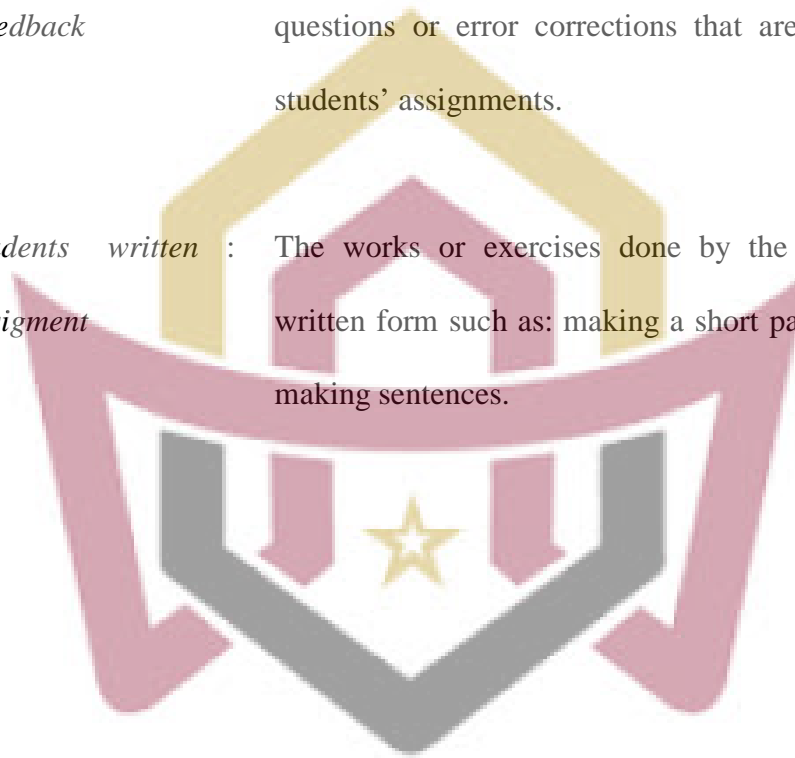 edback questions or error corrections that are
students’ assignments.
dents written : The works or exercises done by the
igment written form such as: making a short pa
making sentences.